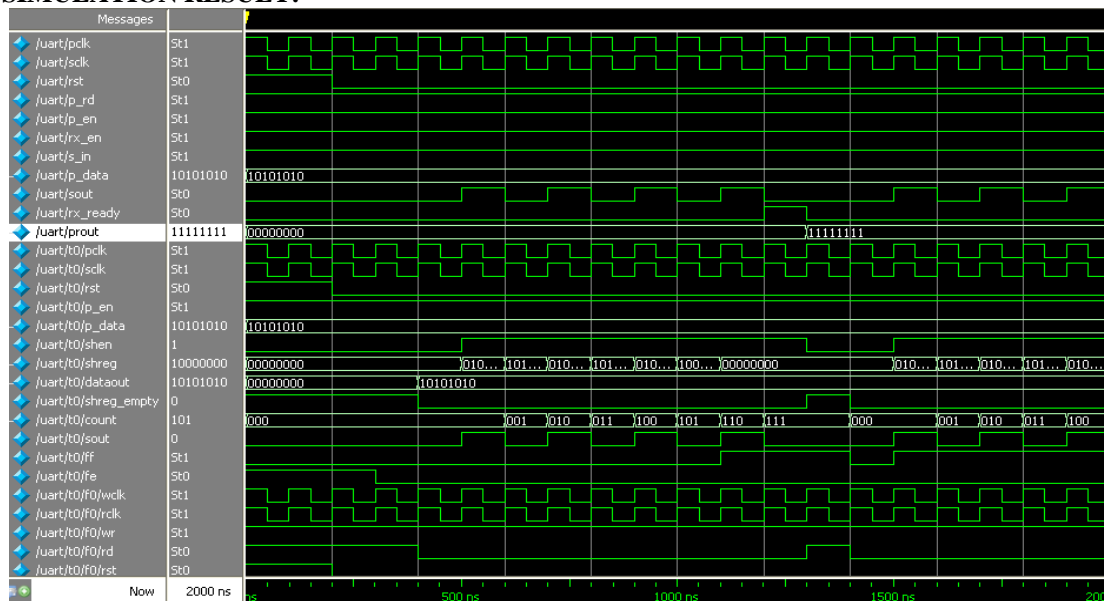 SIMULATION RESULT:
Messages
/uart/pclk St1
/uart/sclk St1
/uart/rst St0
/uart/p_rd St1
/uart/p_en St1
/uart/rx_en St1
/uart/s_in St1
/uart/p_data 10101010 10101010
/uart/sout St0
/uart/rx_ready St0
/uart/prout 11111111 00000000 11111111
/uart/t0/pclk St1
/uart/t0/sclk St1
/uart/t0/rst St0
/uart/t0/p_en St1
/uart/t0/p_data 10101010 10101010
/uart/t0/shen 1
/uart/t0/shreg 10000000 00000000 010... 101... 010... 101... 010... 100... 00000000 010... 101... 010... 101... 010...
/uart/t0/dataout 10101010 00000000 10101010
/uart/t0/shreg_empty 0
/uart/t0/count 101 000 001 010 011 100 101 110 111 000 001 010 011 100
/uart/t0/sout 0
/uart/t0/ff St1
/uart/t0/fe St0
/uart/t0/f0/wclk St1
/uart/t0/f0/rclk St1
/uart/t0/f0/wr St1
/uart/t0/f0/rd St0
/uart/t0/f0/rst St0
Now 2000 ns ns 500 ns 1000 ns 1500 ns 200